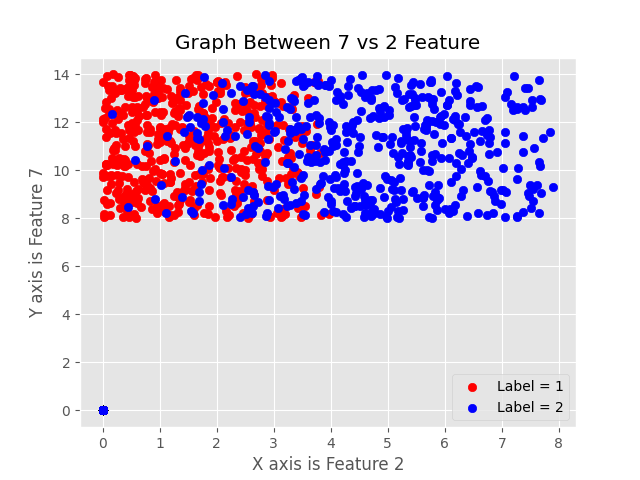 Graph Between 7 vs 2 Feature
14
12
10
8
6
4
2
0
Y axis is Feature 7
Label = 1
Label = 2
0 1 2 3 4 5 6 7 8
X axis is Feature 2